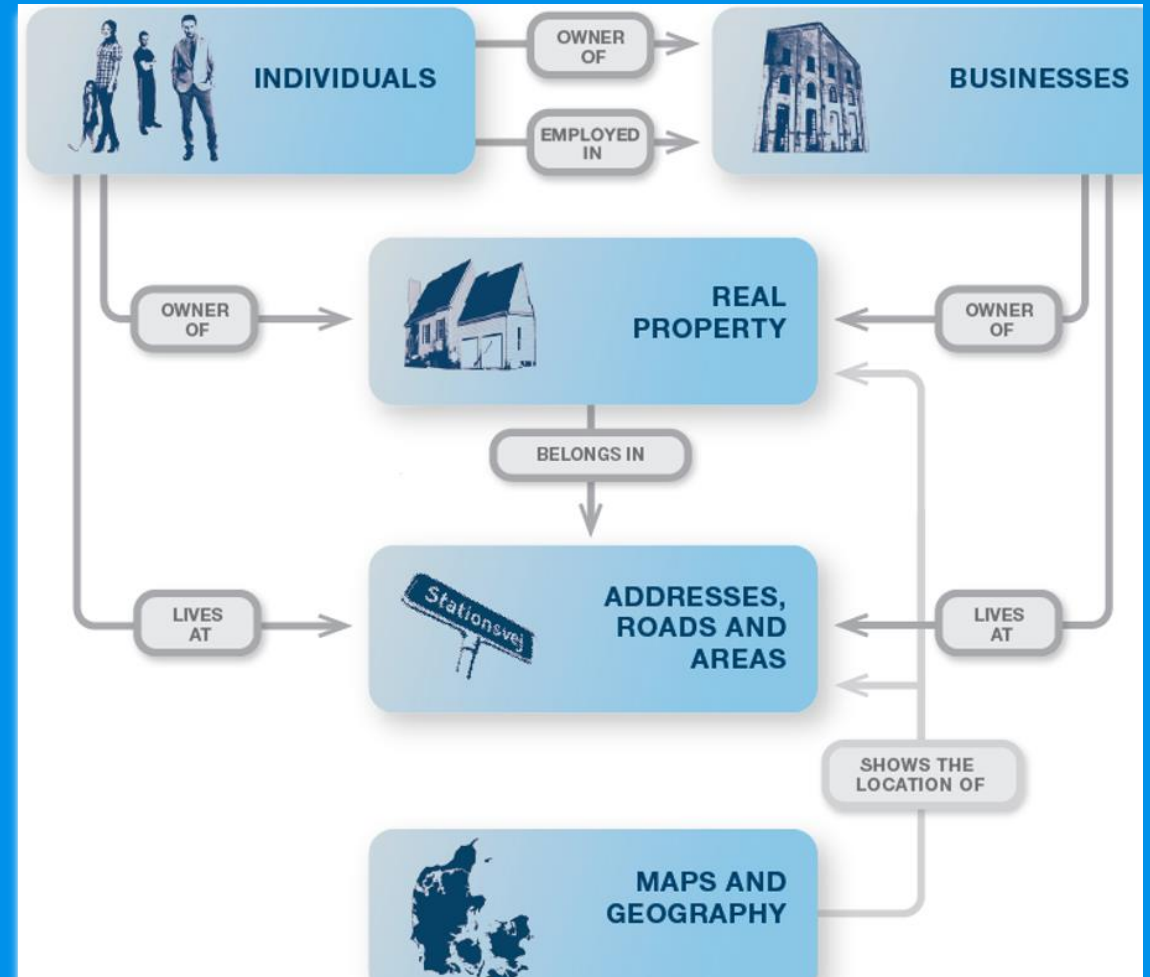 INDIVIDUALS
OWNER
OF
BUSINESSES
EMPLOYED
IN
REAL
PROPERTY
OWNER
OF
OWNER
OF
BELONGS IN
Stationsvej
ADDRESSES,
ROADS AND
AREAS
LIVES
AT
LIVES
AT
SHOWS THE
LOCATION OF
MAPS AND
GEOGRAPHY